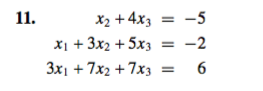 11. x₂ + 4x₃ = −5
x₁ + 3x₂ + 5x₃ = −2
3x₁ + 7x₂ + 7x₃ = 6